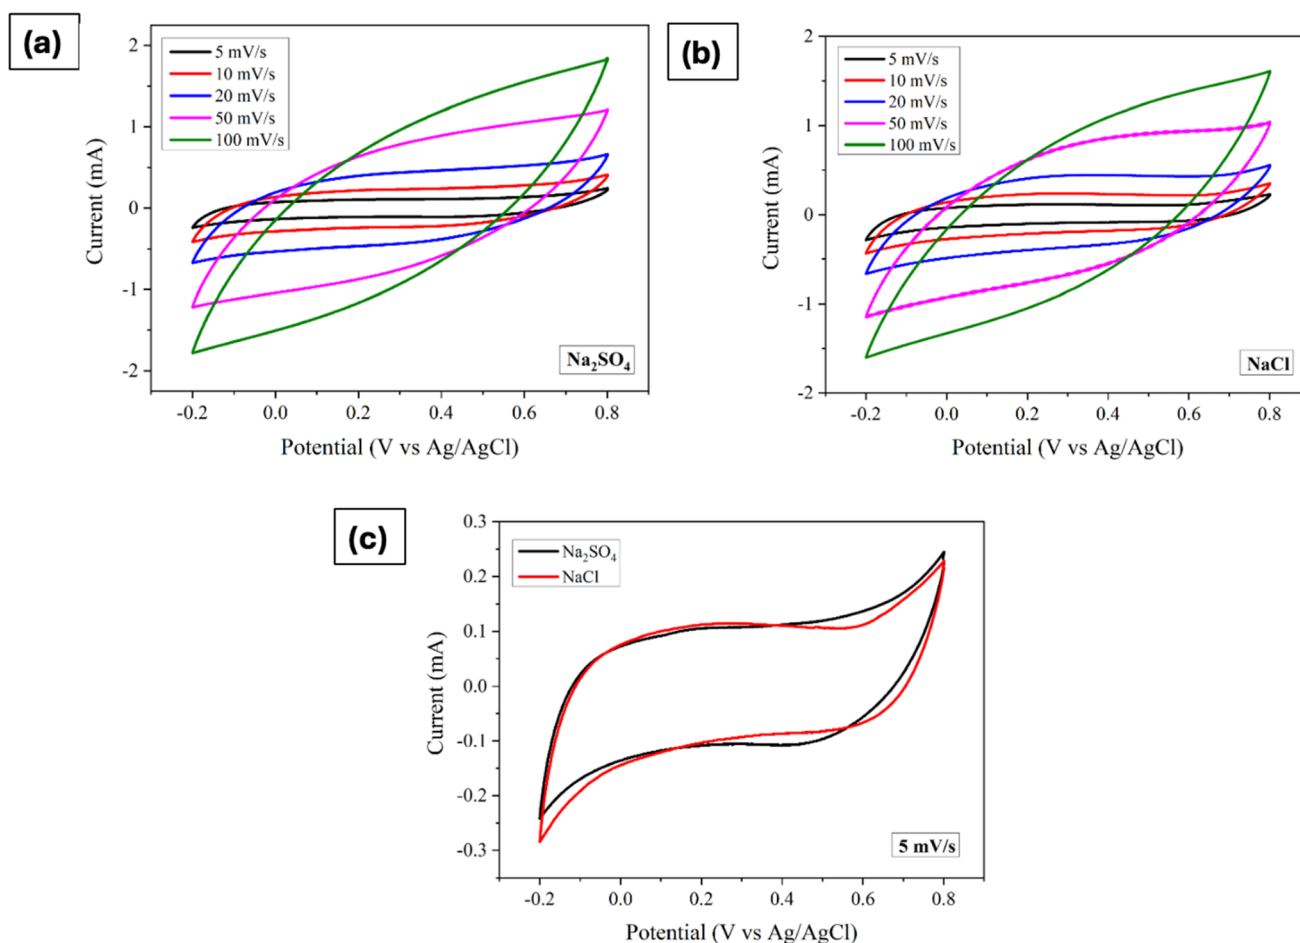 (a)
5 mV/s
10 mV/s
20 mV/s
50 mV/s
100 mV/s
2
1
0
-1
-2
Current (mA)
Na₂SO₄
-0.2 0.0 0.2 0.4 0.6 0.8
Potential (V vs Ag/AgCl)
(b)
5 mV/s
10 mV/s
20 mV/s
50 mV/s
100 mV/s
2
1
0
-1
-2
Current (mA)
NaCl
-0.2 0.0 0.2 0.4 0.6 0.8
Potential (V vs Ag/AgCl)
(c)
Na₂SO₄
NaCl
0.3
0.2
0.1
0.0
-0.1
-0.2
-0.3
Current (mA)
5 mV/s
-0.2 0.0 0.2 0.4 0.6 0.8
Potential (V vs Ag/AgCl)